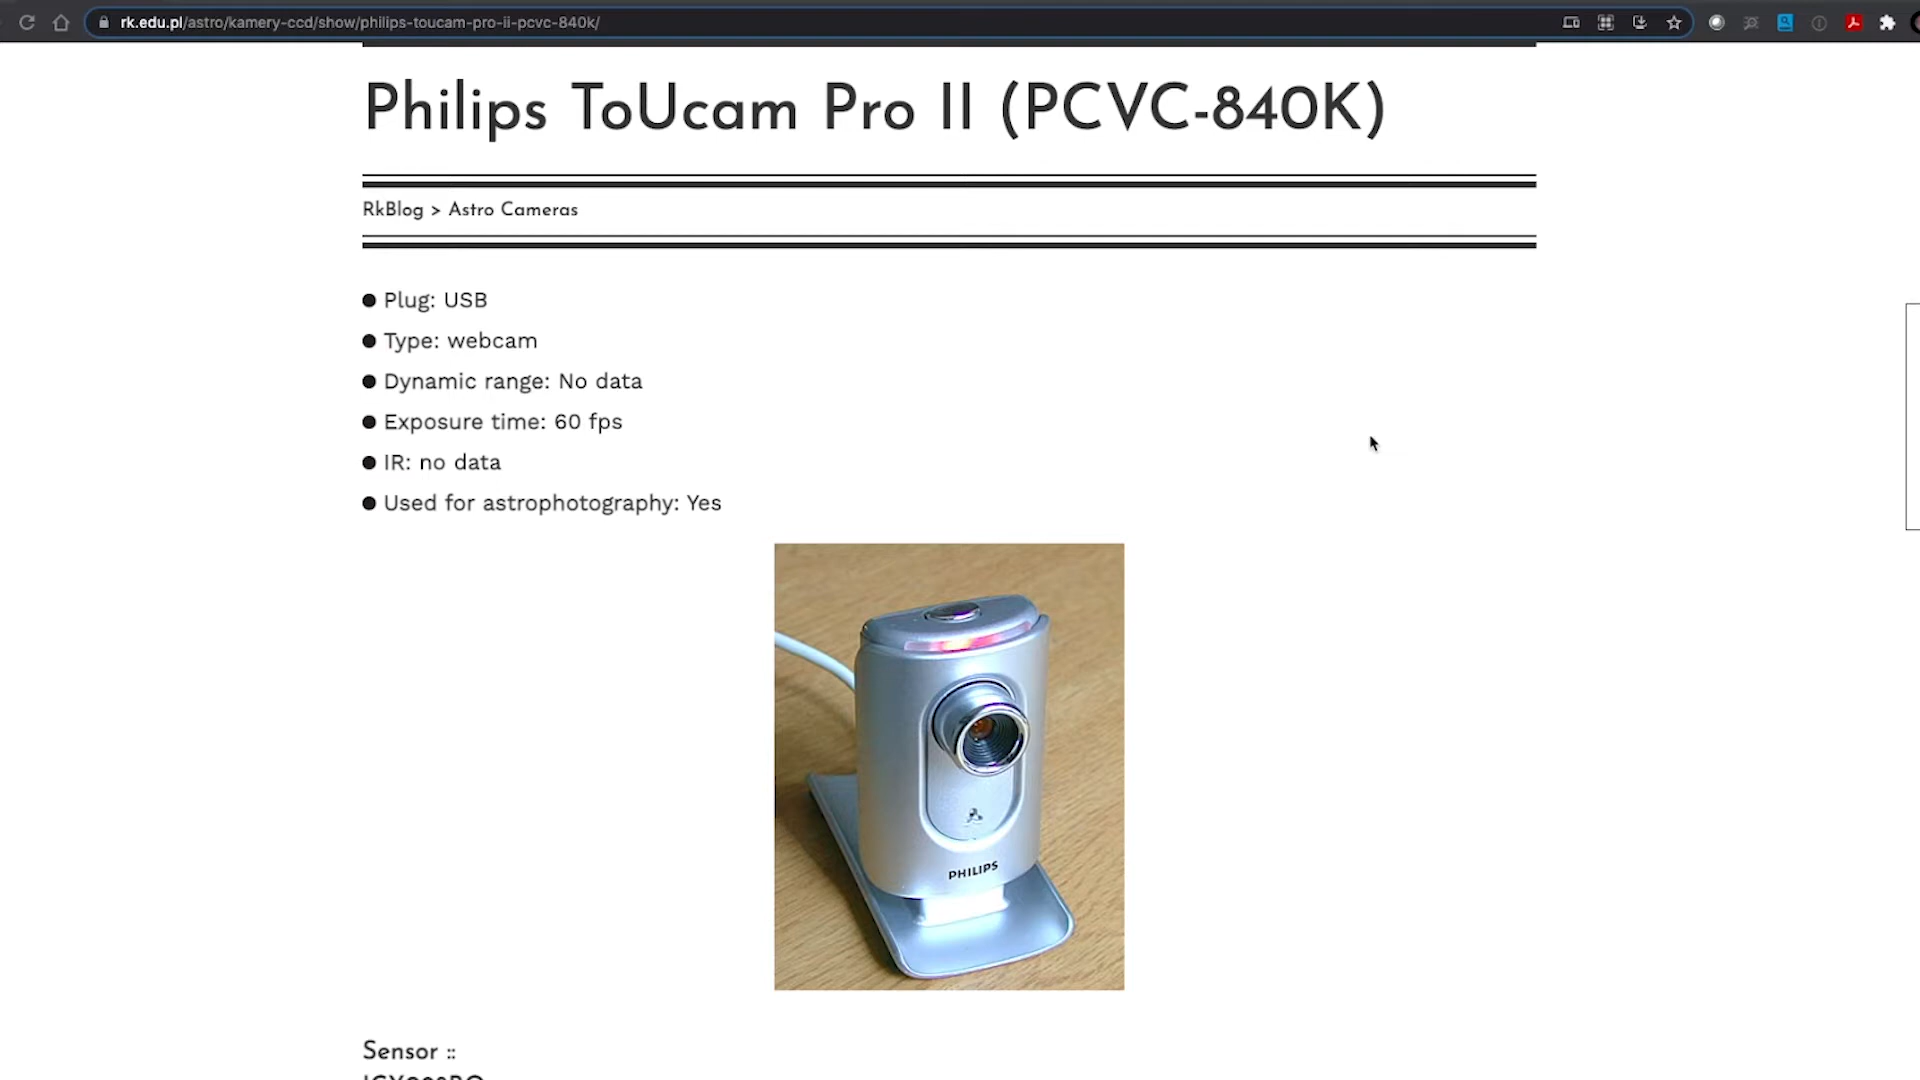 rk.edu.pl/astro/kamery-ccd/show/philips-toucam-pro-ii-pcvc-840k/
Philips ToUcam Pro II (PCVC-840K)
RkBlog > Astro Cameras
Plug: USB
Type: webcam
Dynamic range: No data
Exposure time: 60 fps
IR: no data
Used for astrophotography: Yes
PHILIPS
Sensor ::